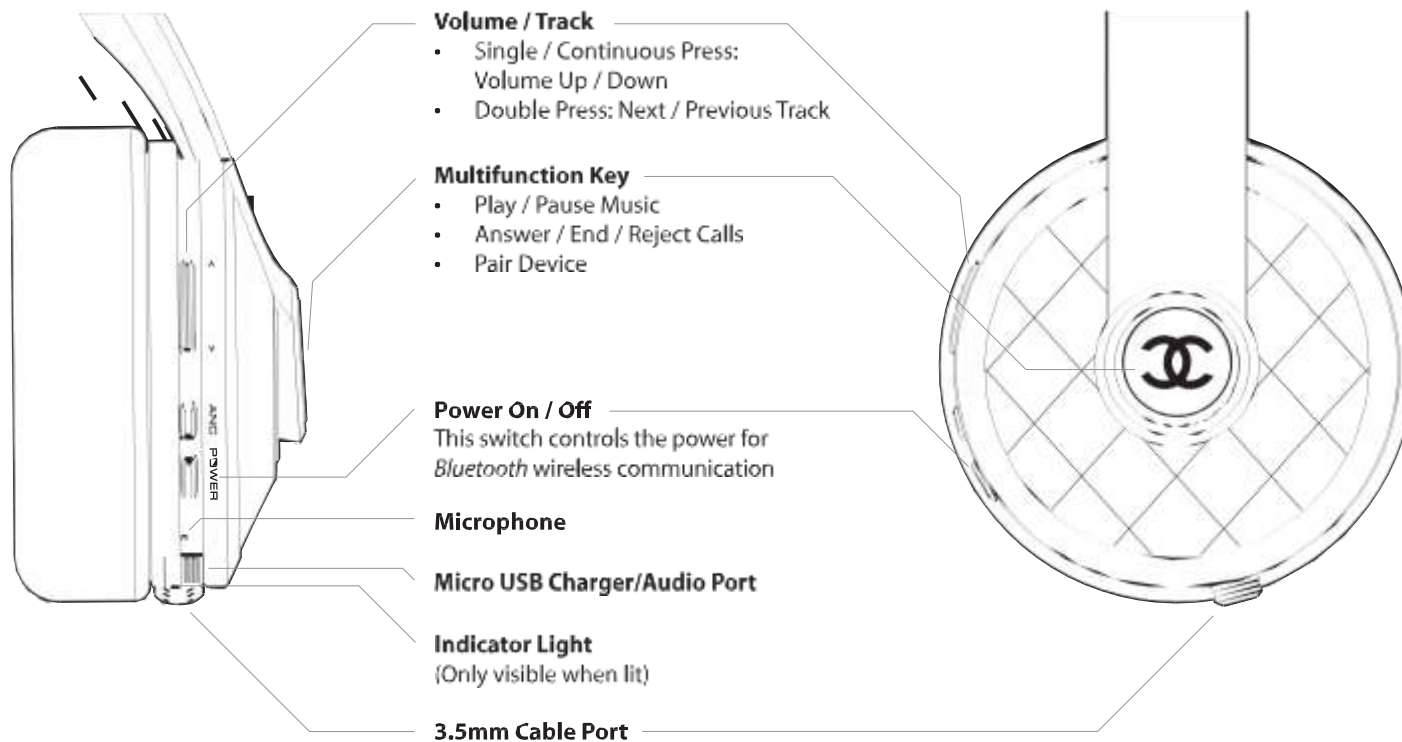 Volume / Track
• Single / Continuous Press:
Volume Up / Down
• Double Press: Next / Previous Track
Multifunction Key
• Play / Pause Music
• Answer / End / Reject Calls
• Pair Device
ANC POWER
Power On / Off
This switch controls the power for
Bluetooth wireless communication
Microphone
Micro USB Charger/Audio Port
Indicator Light
(Only visible when lit)
3.5mm Cable Port